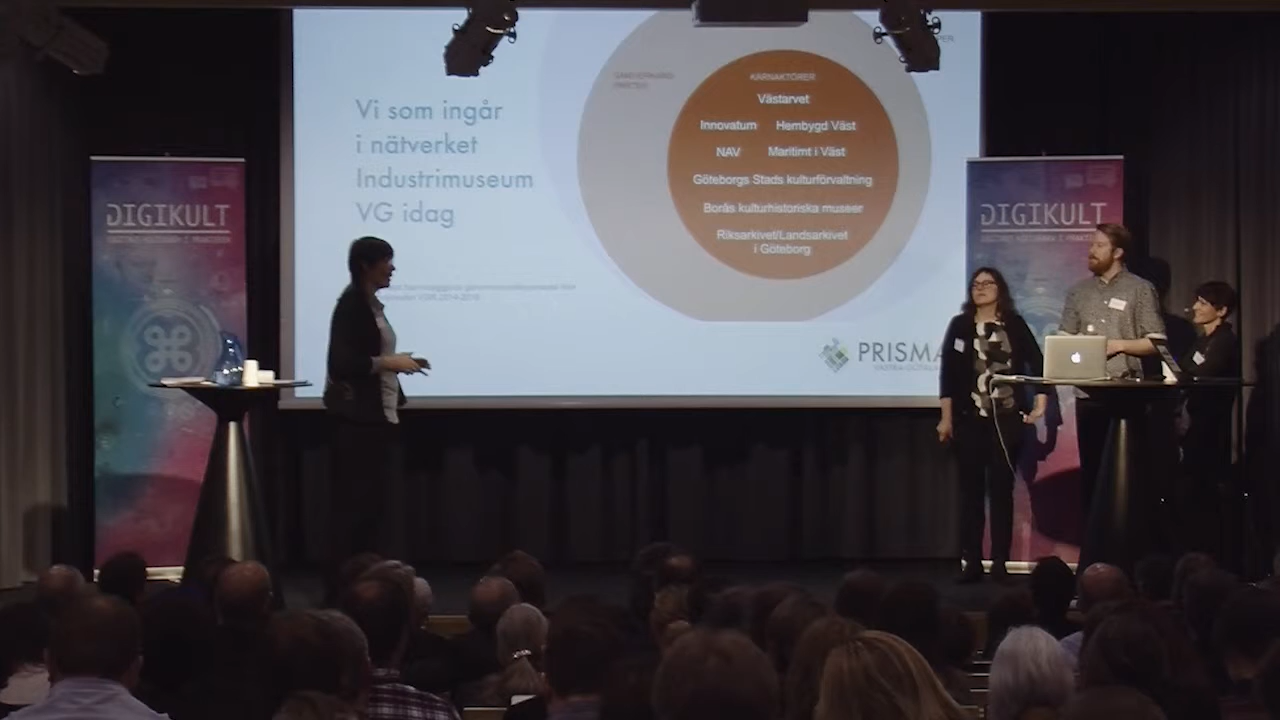 Vi som ingår
i nätverket
Industrimuseum
VG idag
KÄRNAKTÖRER
Västarvet
Innovatum Hembygd Väst
NAV Maritimt i Väst
Göteborgs Stads kulturförvaltning
Borås kulturhistoriska museer
Riksarkivet/Landsarkivet
i Göteborg
PRISMA
DIGIKULT
DIGIKULT